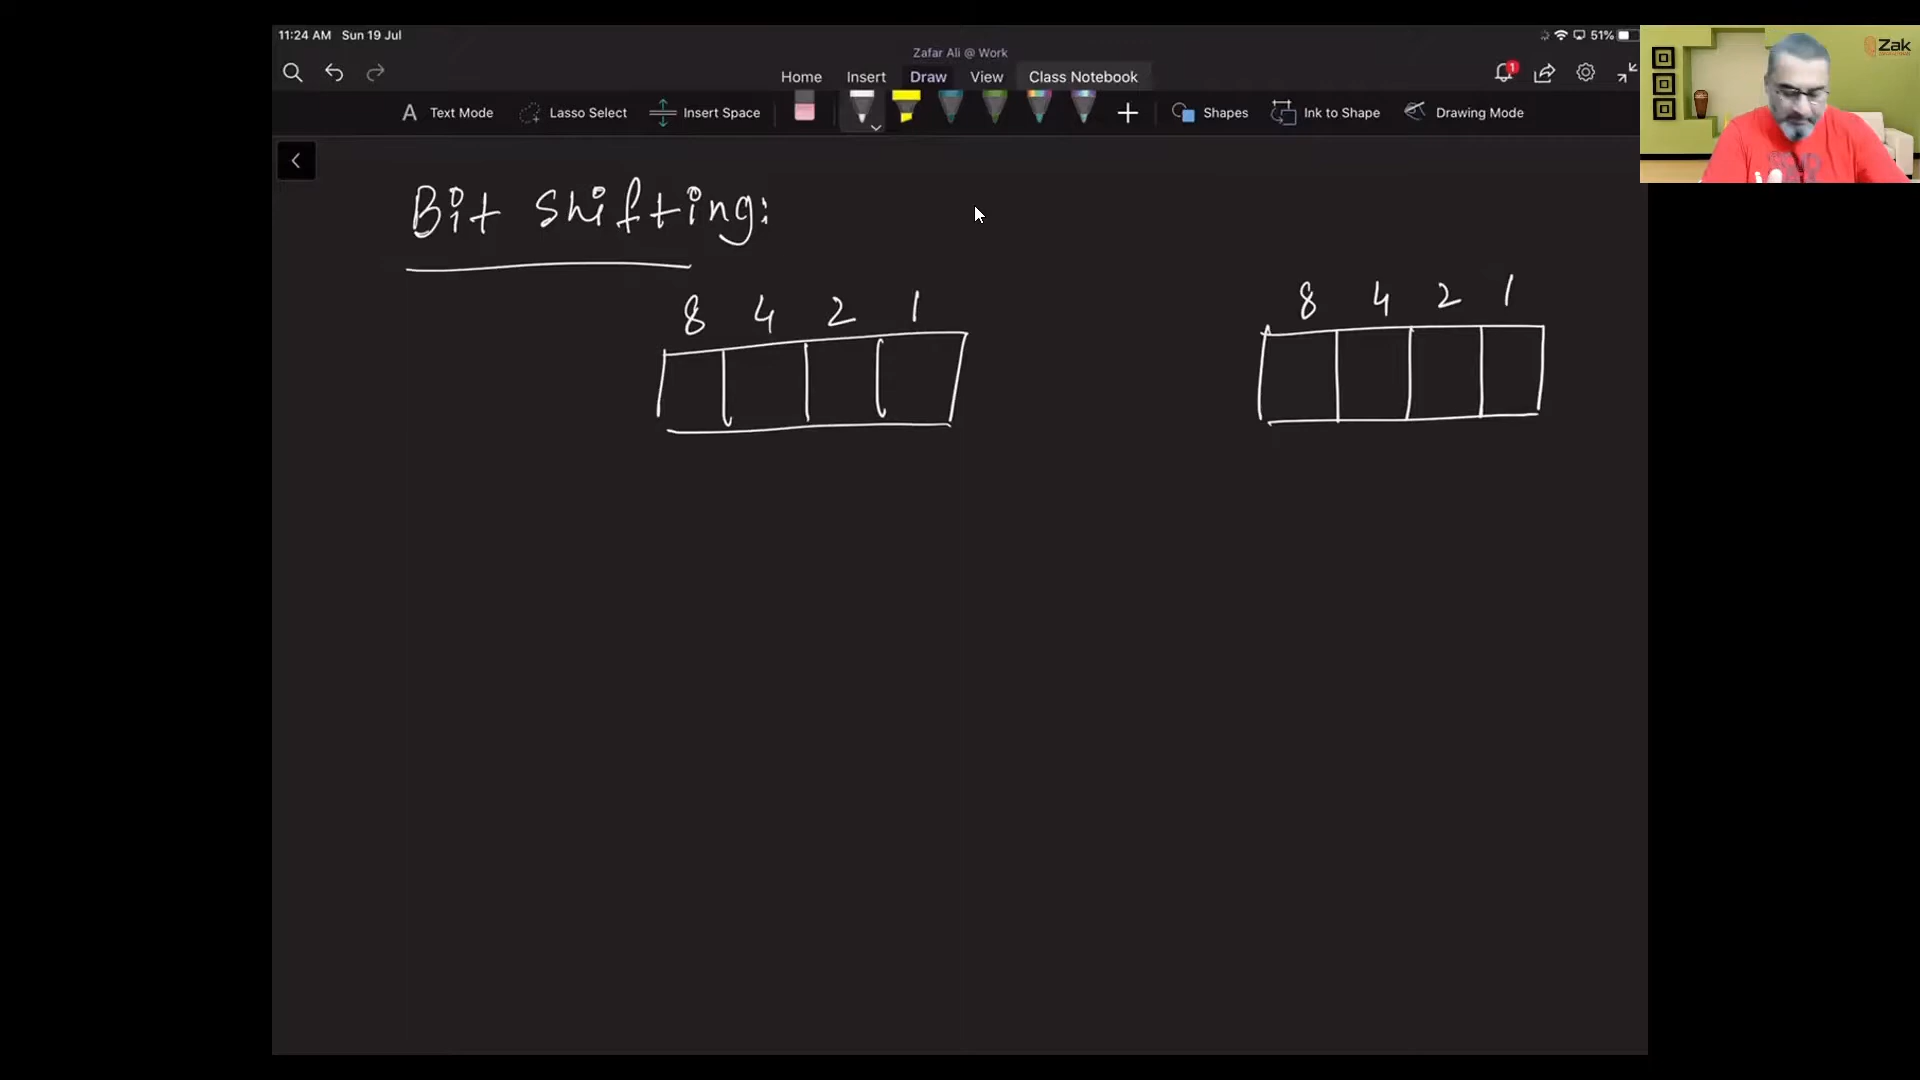 11:24 AM Sun 19 Jul
51%
Zafar Ali @ Work
Home Insert Draw View Class Notebook
1
A Text Mode Lasso Select Insert Space Shapes Ink to Shape Drawing Mode
Zak
Bit Shifting:
8 4 2 1
8 4 2 1